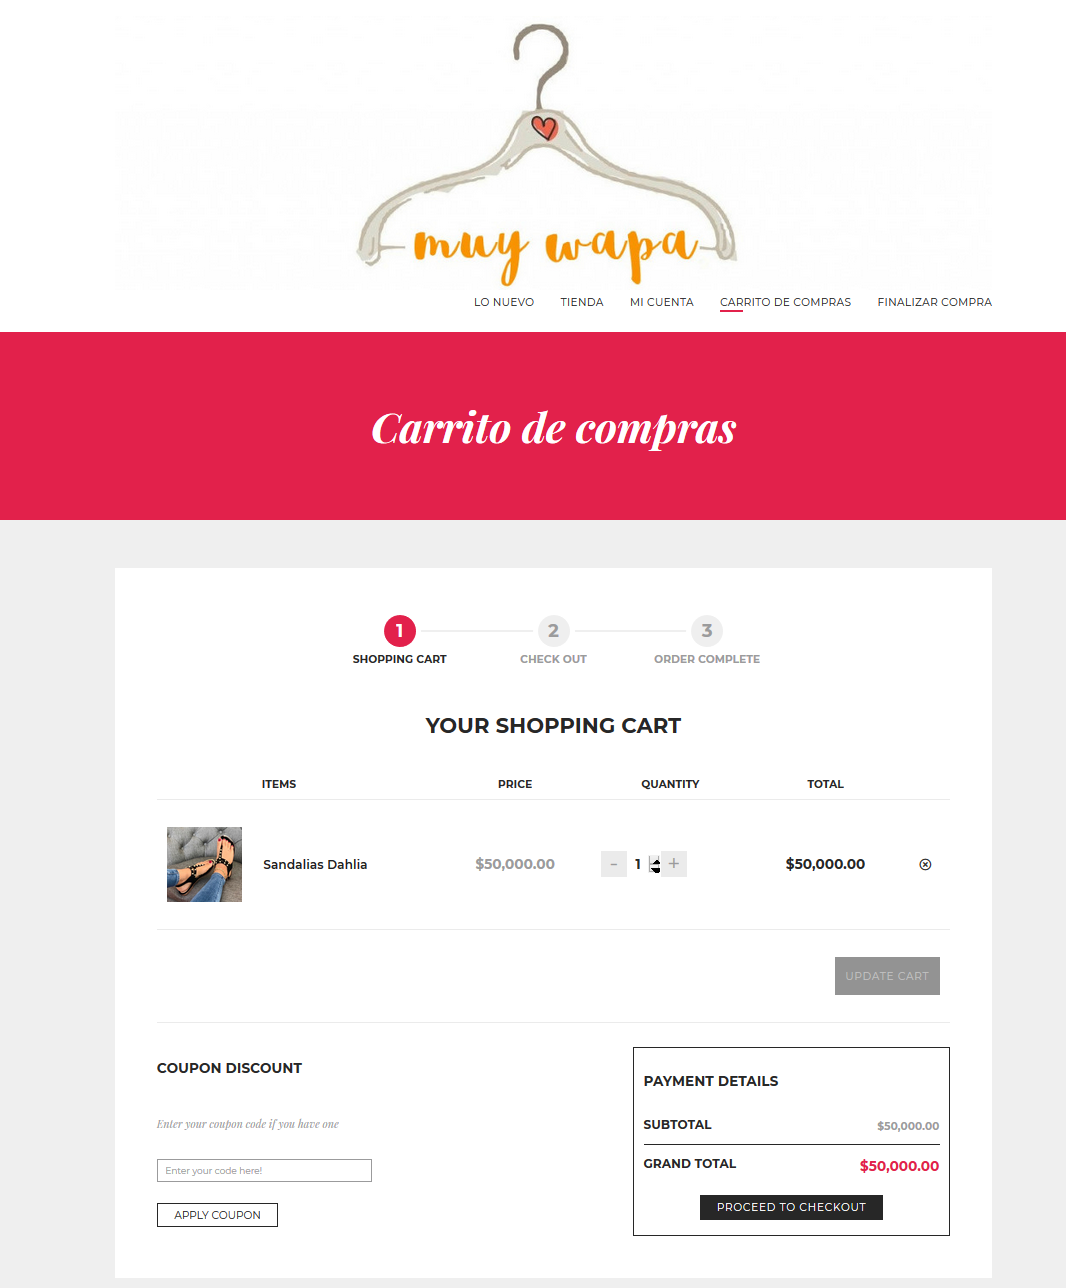 muy wapa
LO NUEVO TIENDA MI CUENTA CARRITO DE COMPRAS FINALIZAR COMPRA
Carrito de compras
1 2 3
SHOPPING CART CHECK OUT ORDER COMPLETE
YOUR SHOPPING CART
ITEMS PRICE QUANTITY TOTAL
Sandalias Dahlia $50,000.00 - 1 + $50,000.00
UPDATE CART
COUPON DISCOUNT
Enter your coupon code if you have one
Enter your code here!
APPLY COUPON
PAYMENT DETAILS
SUBTOTAL $50,000.00
GRAND TOTAL $50,000.00
PROCEED TO CHECKOUT